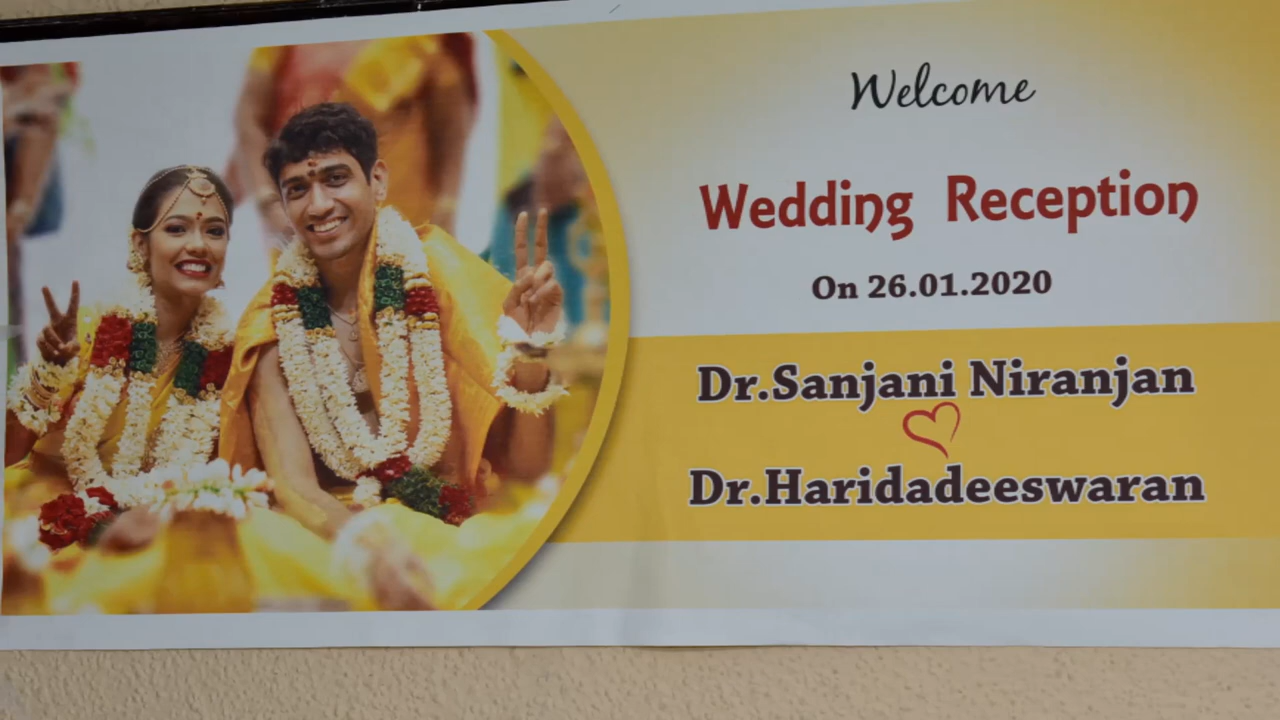 Welcome
Wedding Reception
On 26.01.2020
Dr.Sanjani Niranjan
Dr.Haridadeeswaran